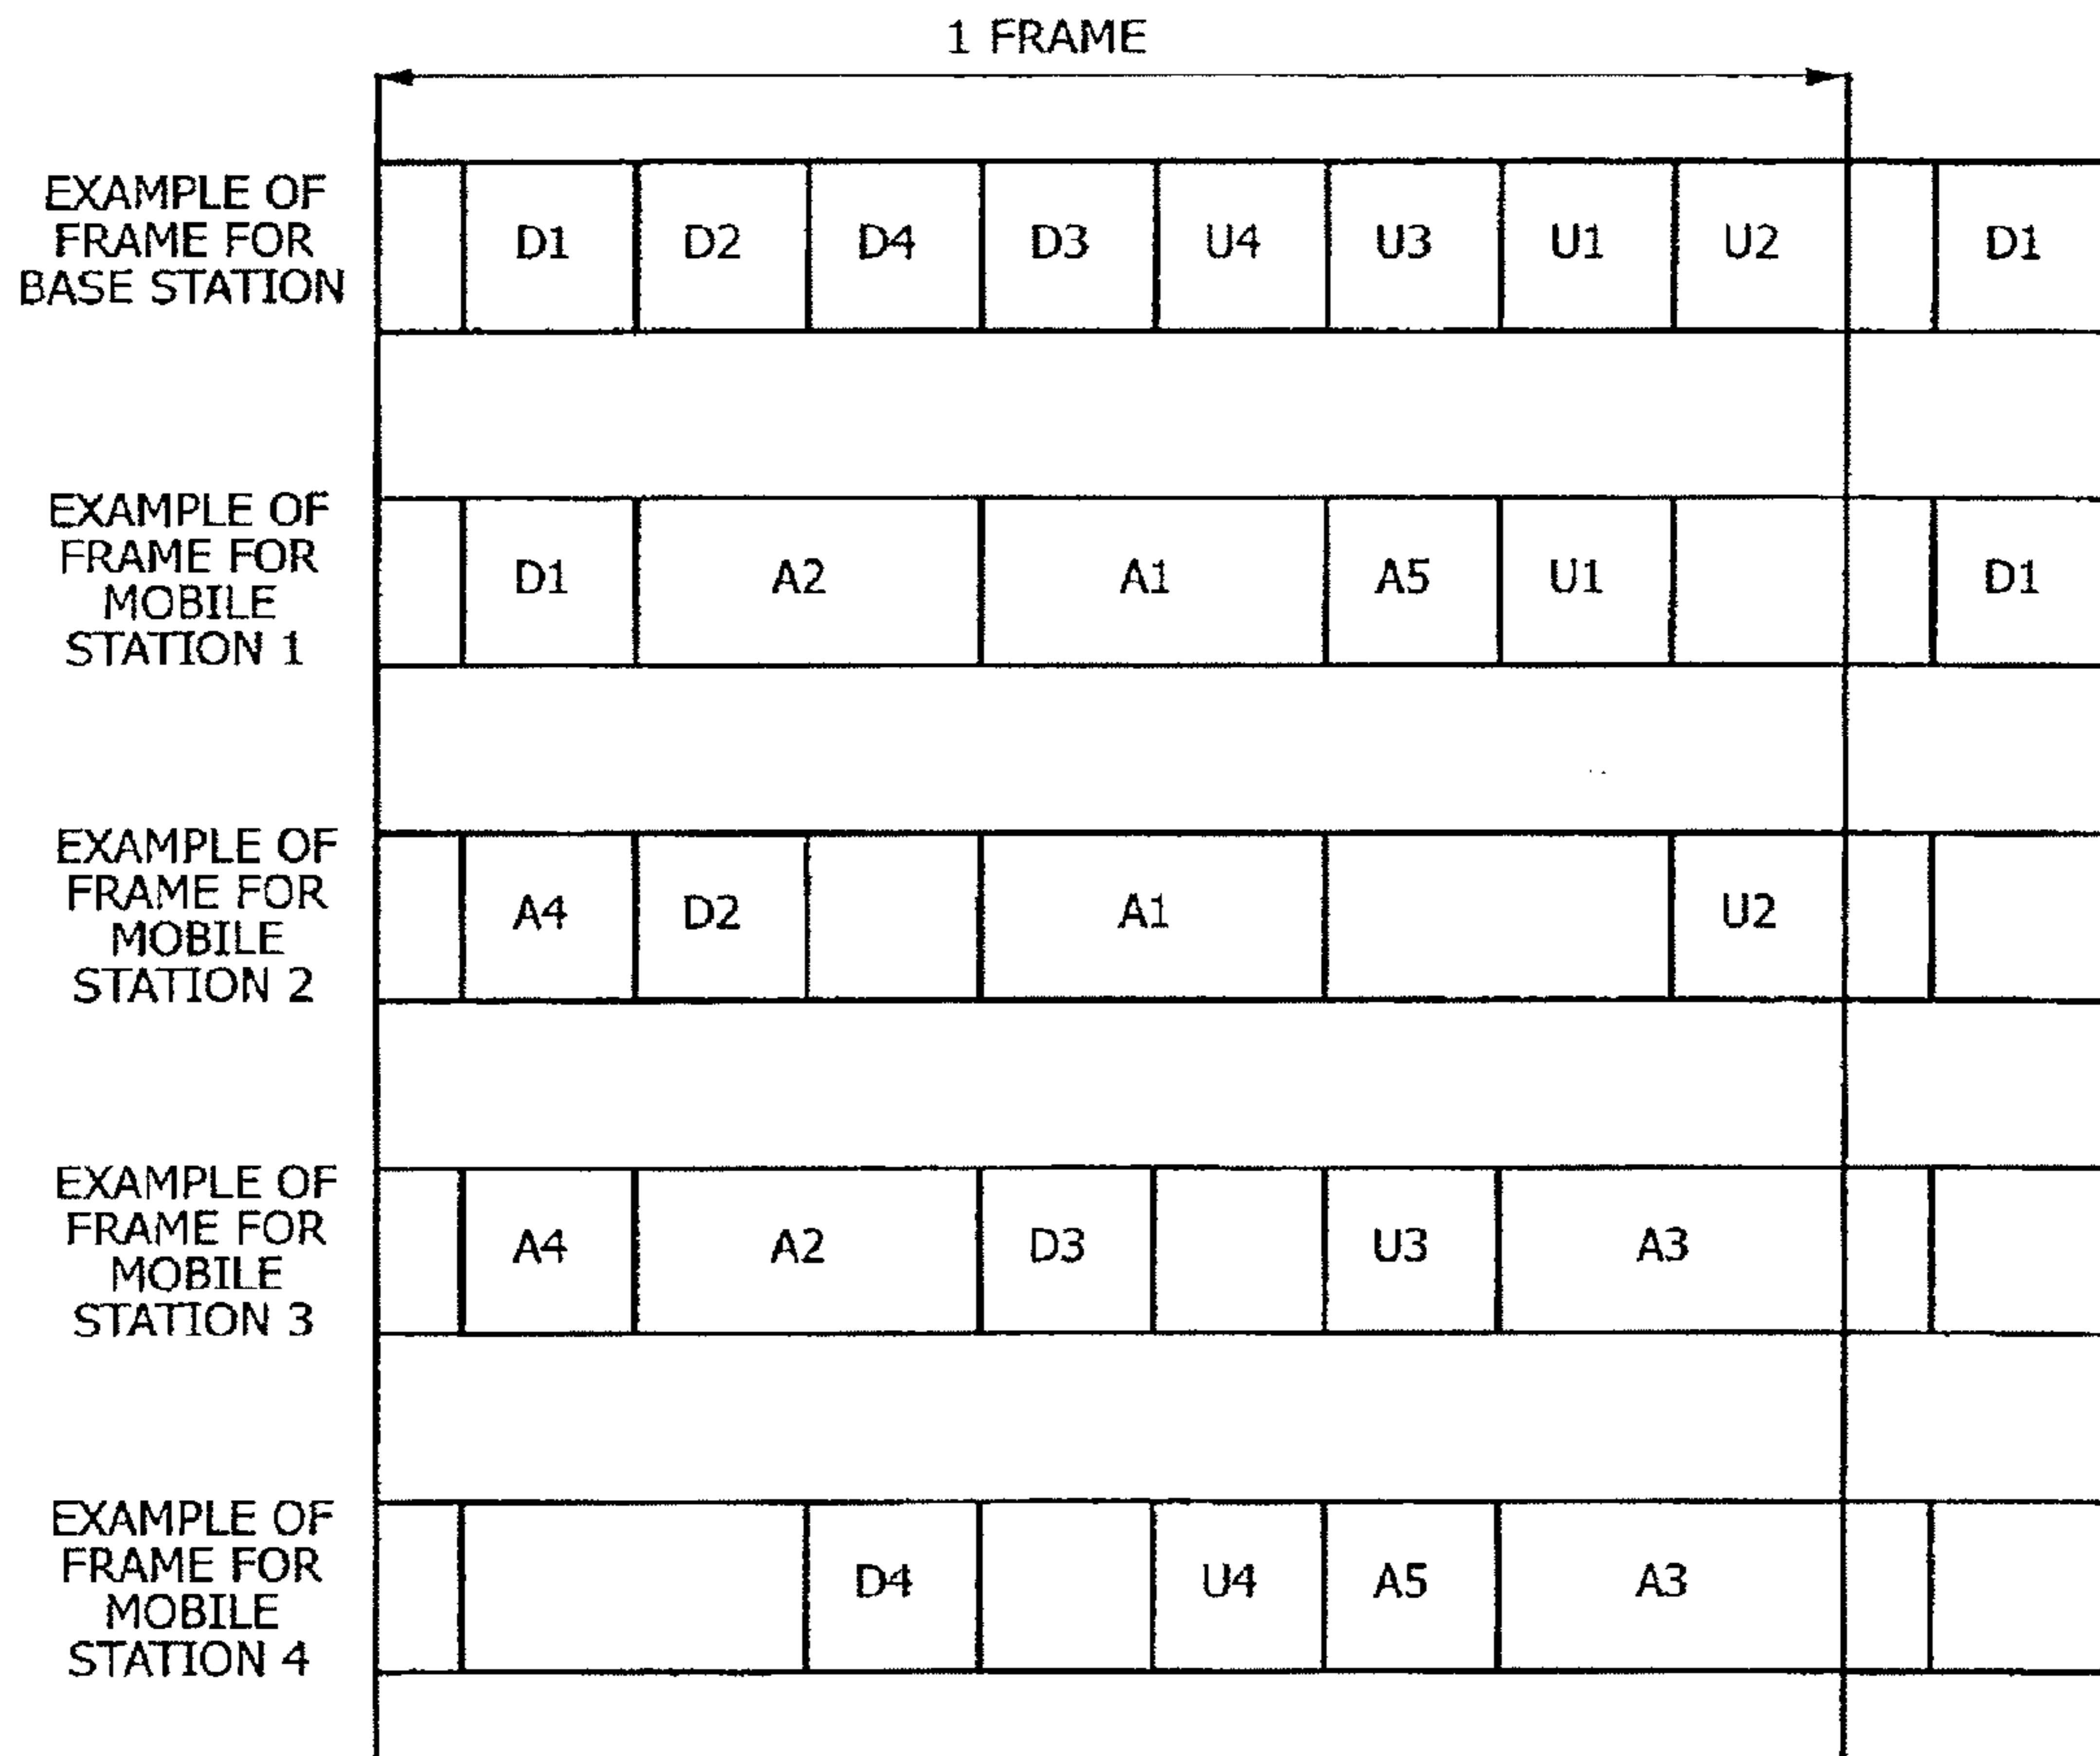 1 FRAME
EXAMPLE OF
FRAME FOR
BASE STATION
D1 D2 D4 D3 U4 U3 U1 U2 D1
EXAMPLE OF
FRAME FOR
MOBILE
STATION 1
D1 A2 A1 A5 U1 D1
EXAMPLE OF
FRAME FOR
MOBILE
STATION 2
A4 D2 A1 U2
EXAMPLE OF
FRAME FOR
MOBILE
STATION 3
A4 A2 D3 U3 A3
EXAMPLE OF
FRAME FOR
MOBILE
STATION 4
D4 U4 A5 A3